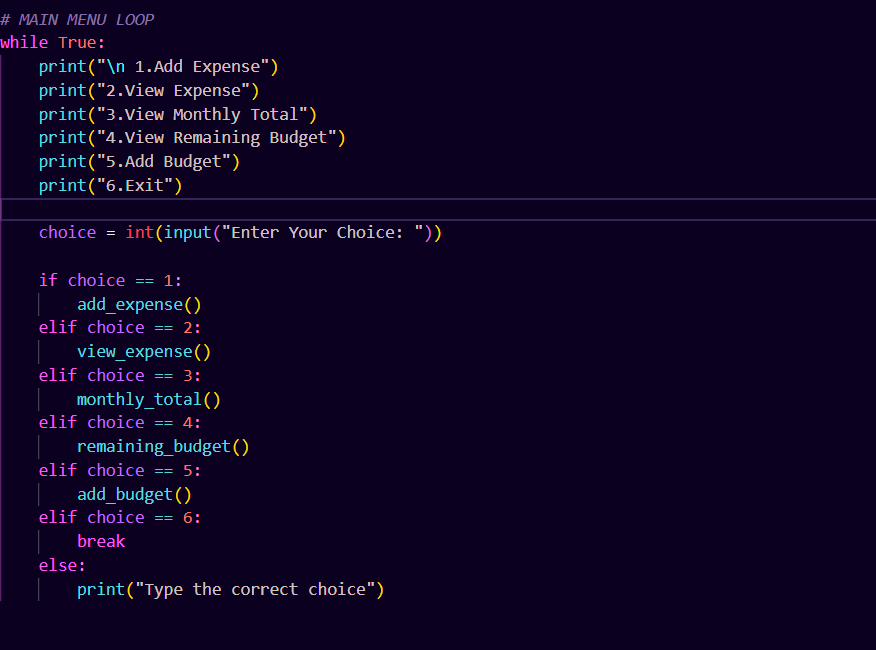 # MAIN MENU LOOP
while True:
    print("\n 1.Add Expense")
    print("2.View Expense")
    print("3.View Monthly Total")
    print("4.View Remaining Budget")
    print("5.Add Budget")
    print("6.Exit")
    choice = int(input("Enter Your Choice: "))
    if choice == 1:
        add_expense()
    elif choice == 2:
        view_expense()
    elif choice == 3:
        monthly_total()
    elif choice == 4:
        remaining_budget()
    elif choice == 5:
        add_budget()
    elif choice == 6:
        break
    else:
        print("Type the correct choice")